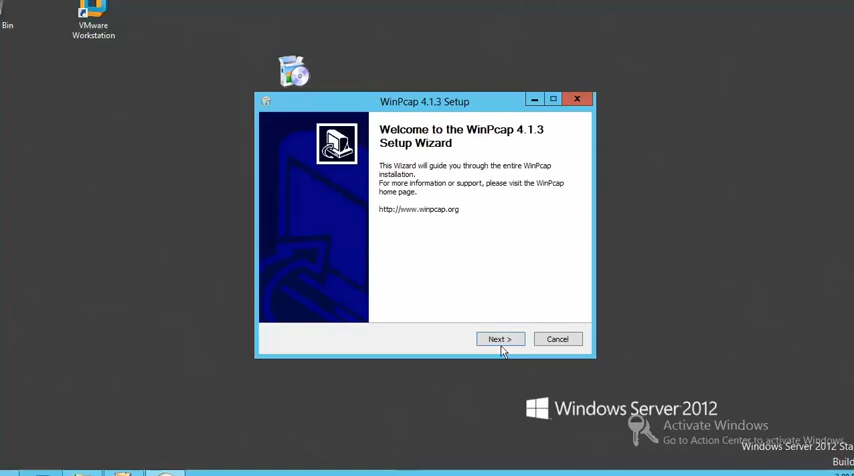 Bin
VMware
Workstation
WinPcap 4.1.3 Setup
Welcome to the WinPcap 4.1.3
Setup Wizard
This Wizard will guide you through the entire WinPcap
installation.
For more information or support, please visit the WinPcap
home page.
http://www.winpcap.org
Next >
Cancel
Windows Server 2012
Activate Windows
Go to Action Center to activate Windows
Windows Server 2012 Sta
Build